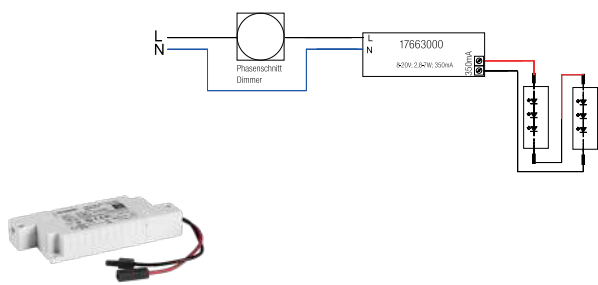 L
N
Phasenschnitt
Dimmer
L
N
17663000
8-20V; 2,8-7W; 350mA
350mA